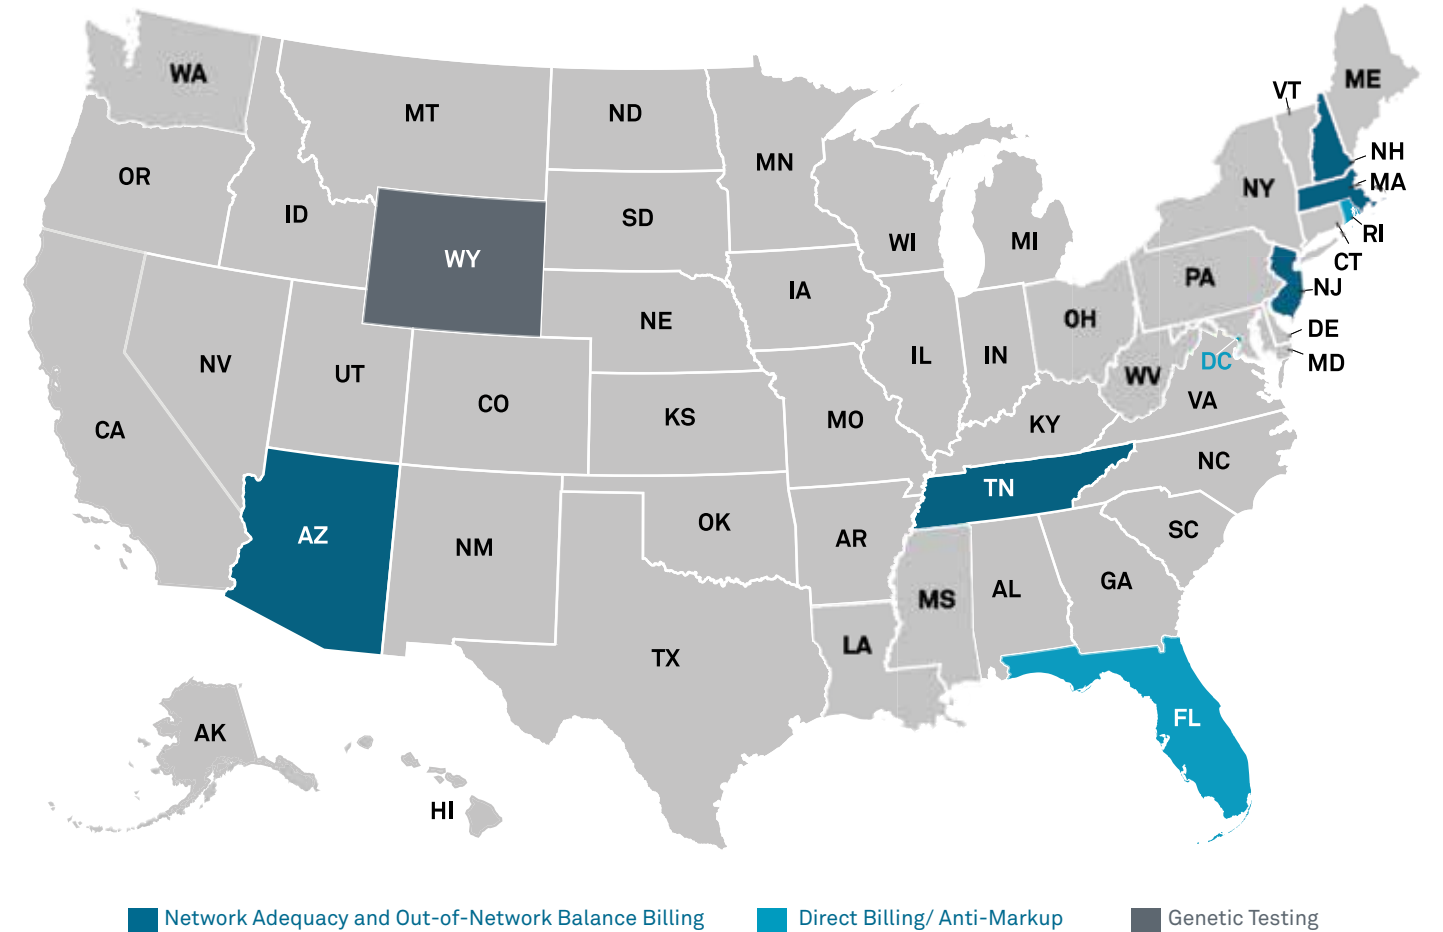 WA
MT
ND
MN
VT
ME
OR
ID
SD
WI
MI
NY
NH
MA
WY
RI
CT
IA
PA
NJ
NE
OH
DE
NV
UT
IL
IN
DC
MD
WV
CO
VA
CA
KS
MO
KY
NC
TN
AZ
NM
OK
AR
SC
MS
AL
GA
TX
LA
FL
AK
HI
Network Adequacy and Out-of-Network Balance Billing
Direct Billing/ Anti-Markup
Genetic Testing